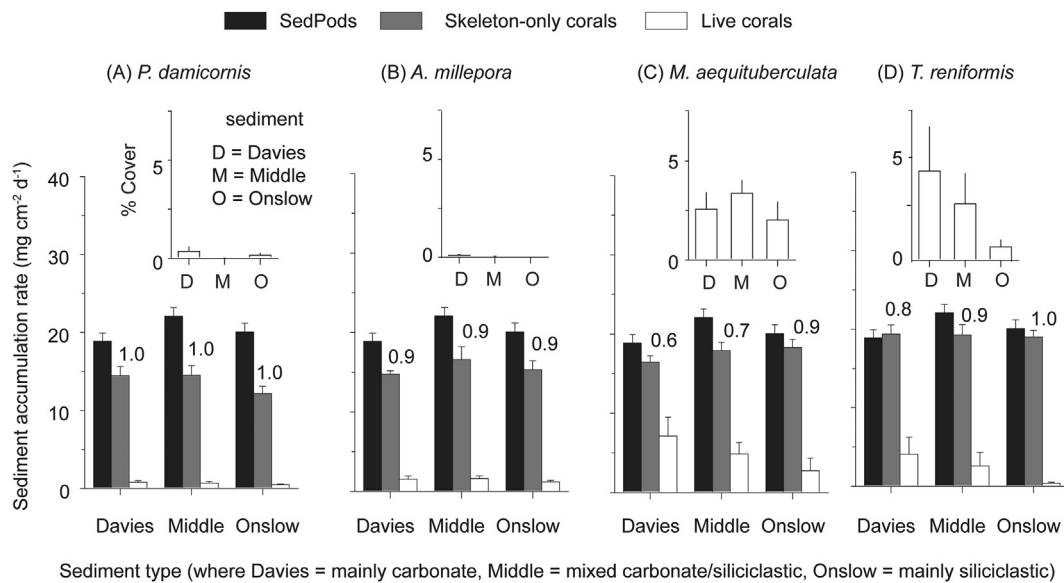 SedPods Skeleton-only corals Live corals
(A) P. damicornis (B) A. millepora (C) M. aequituberculata (D) T. reniformis
sediment
D = Davies
M = Middle
O = Onslow
% Cover
5
0
D M O
5
0
D M O
5
0
D M O
5
0
D M O
Sediment accumulation rate (mg cm⁻² d⁻¹)
40
30
20
10
0
1.0 1.0 1.0
0.9 0.9 0.9
0.6 0.7 0.9
0.8 0.9 1.0
Davies Middle Onslow Davies Middle Onslow Davies Middle Onslow Davies Middle Onslow
Sediment type (where Davies = mainly carbonate, Middle = mixed carbonate/siliciclastic, Onslow = mainly siliciclastic)